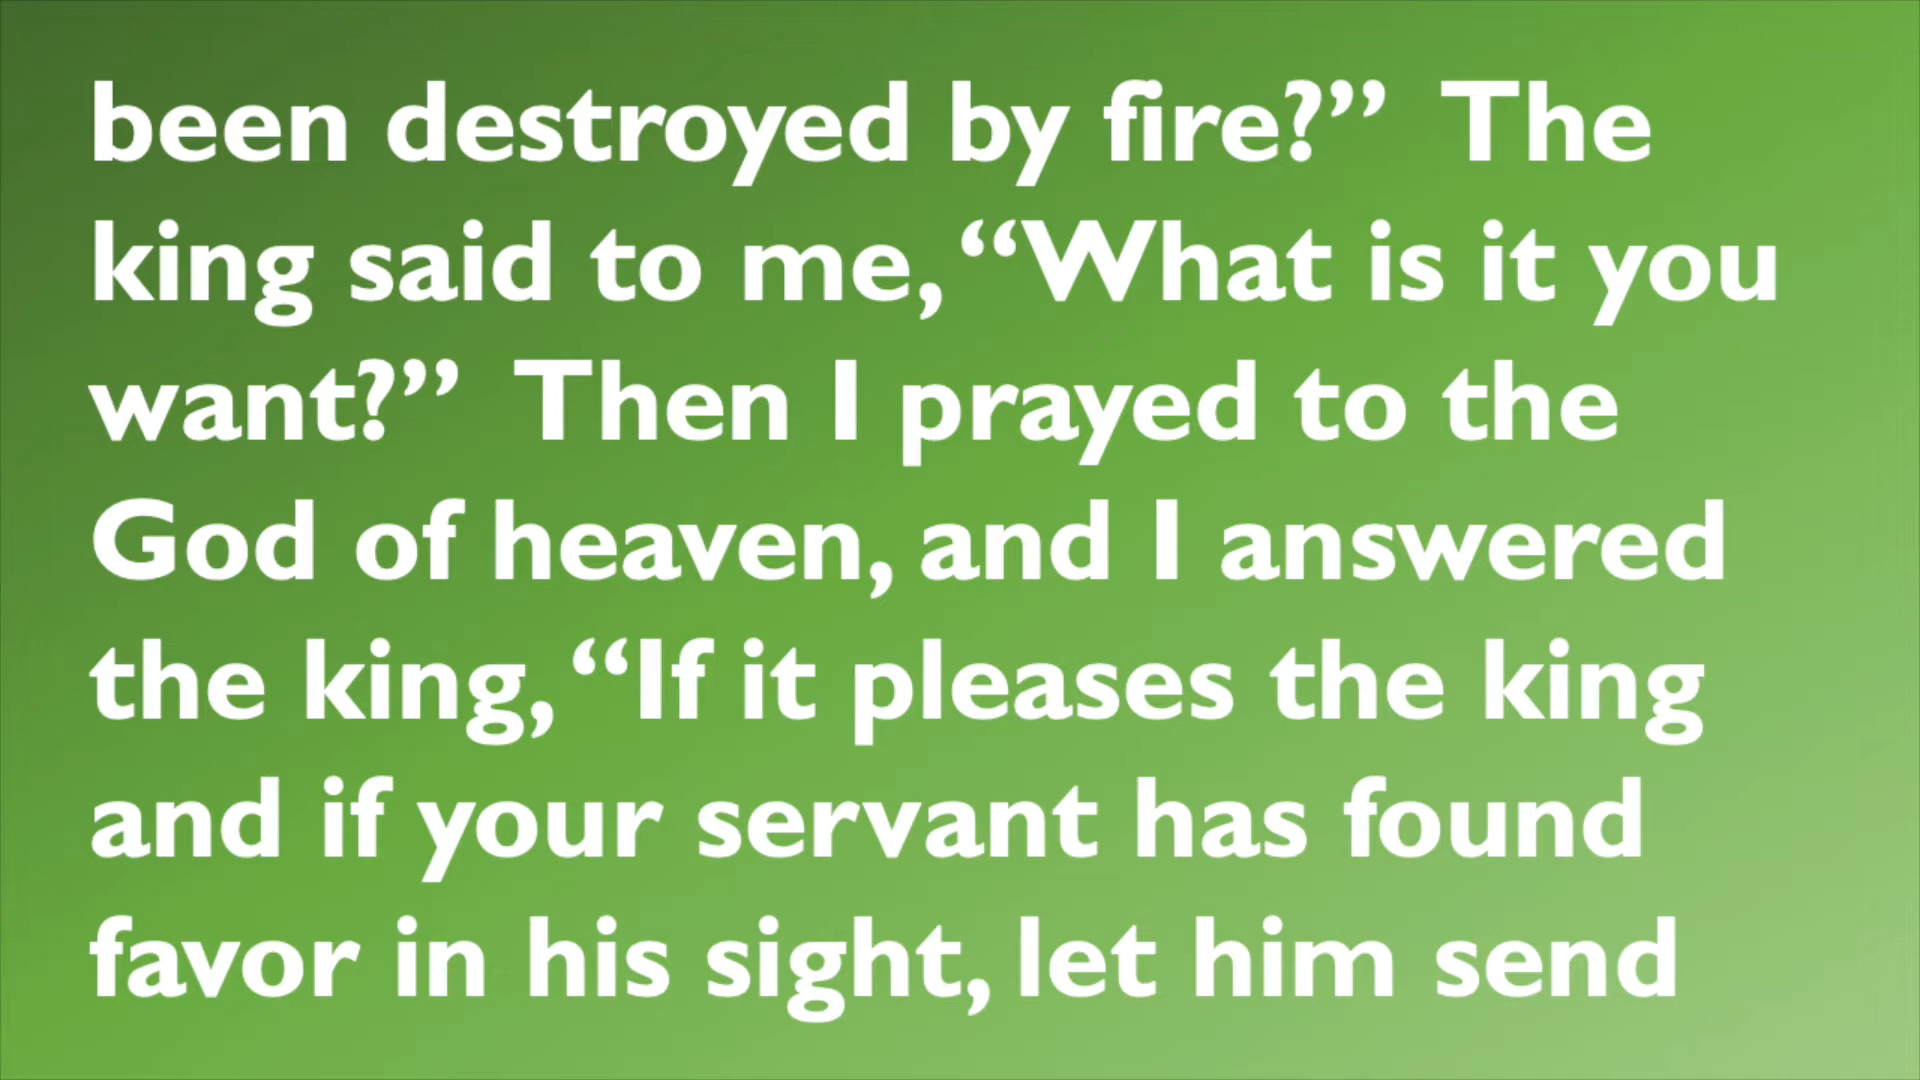 been destroyed by fire?”  The
king said to me, “What is it you
want?”  Then I prayed to the
God of heaven, and I answered
the king, “If it pleases the king
and if your servant has found
favor in his sight, let him send